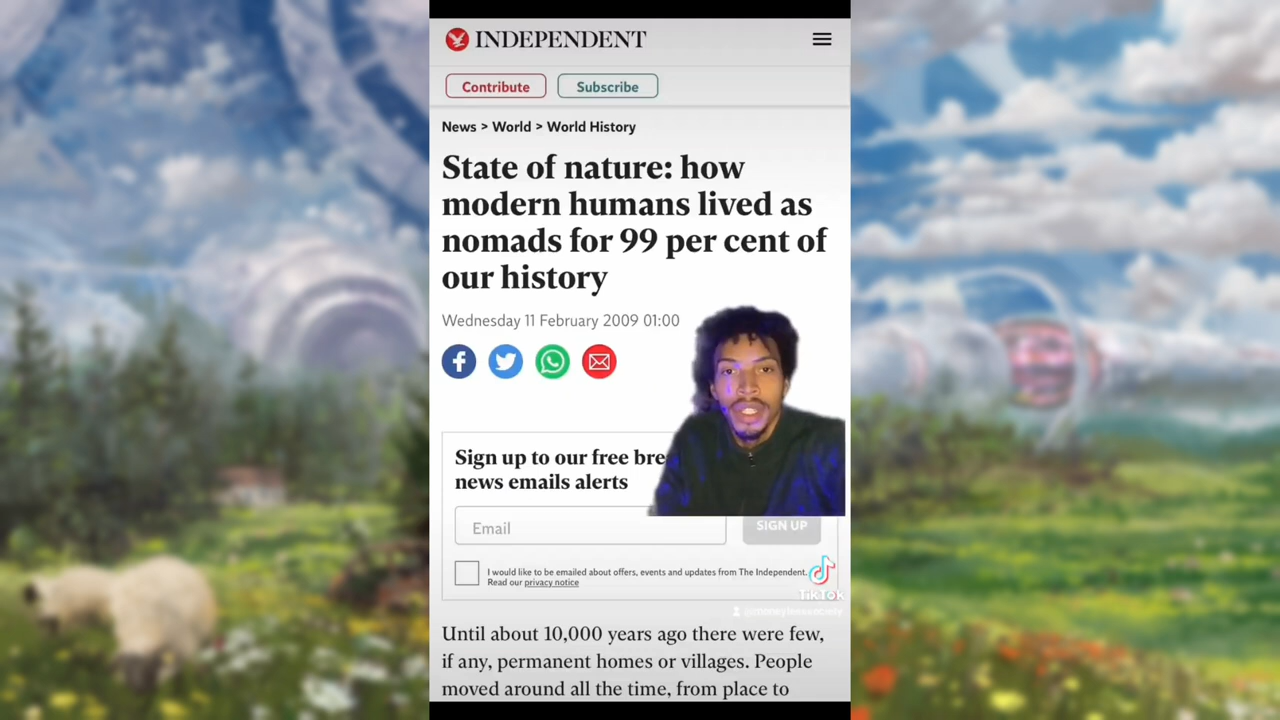 INDEPENDENT
Contribute
Subscribe
News > World > World History
State of nature: how
modern humans lived as
nomads for 99 per cent of
our history
Wednesday 11 February 2009 01:00
Sign up to our free bre
news emails alerts
Email
SIGN UP
I would like to be emailed about offers, events and updates from The Independent.
Read our privacy notice
TikTok
Until about 10,000 years ago there were few,
if any, permanent homes or villages. People
moved around all the time, from place to